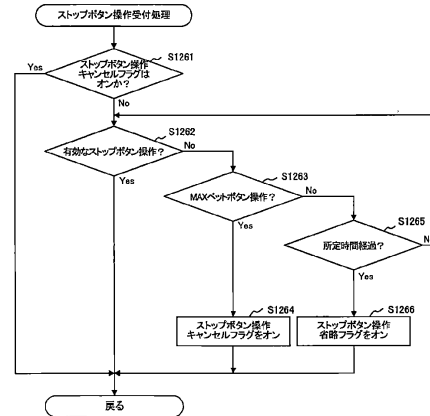 ストップボタン操作受付処理
S1261
ストップボタン操作
キャンセルフラグは
オンか?
Yes
No
S1262
有効なストップボタン操作?
No
Yes
S1263
MAXベットボタン操作?
No
Yes
S1265
所定時間経過?
No
Yes
S1264
ストップボタン操作
キャンセルフラグをオン
S1266
ストップボタン操作
省略フラグをオン
戻る